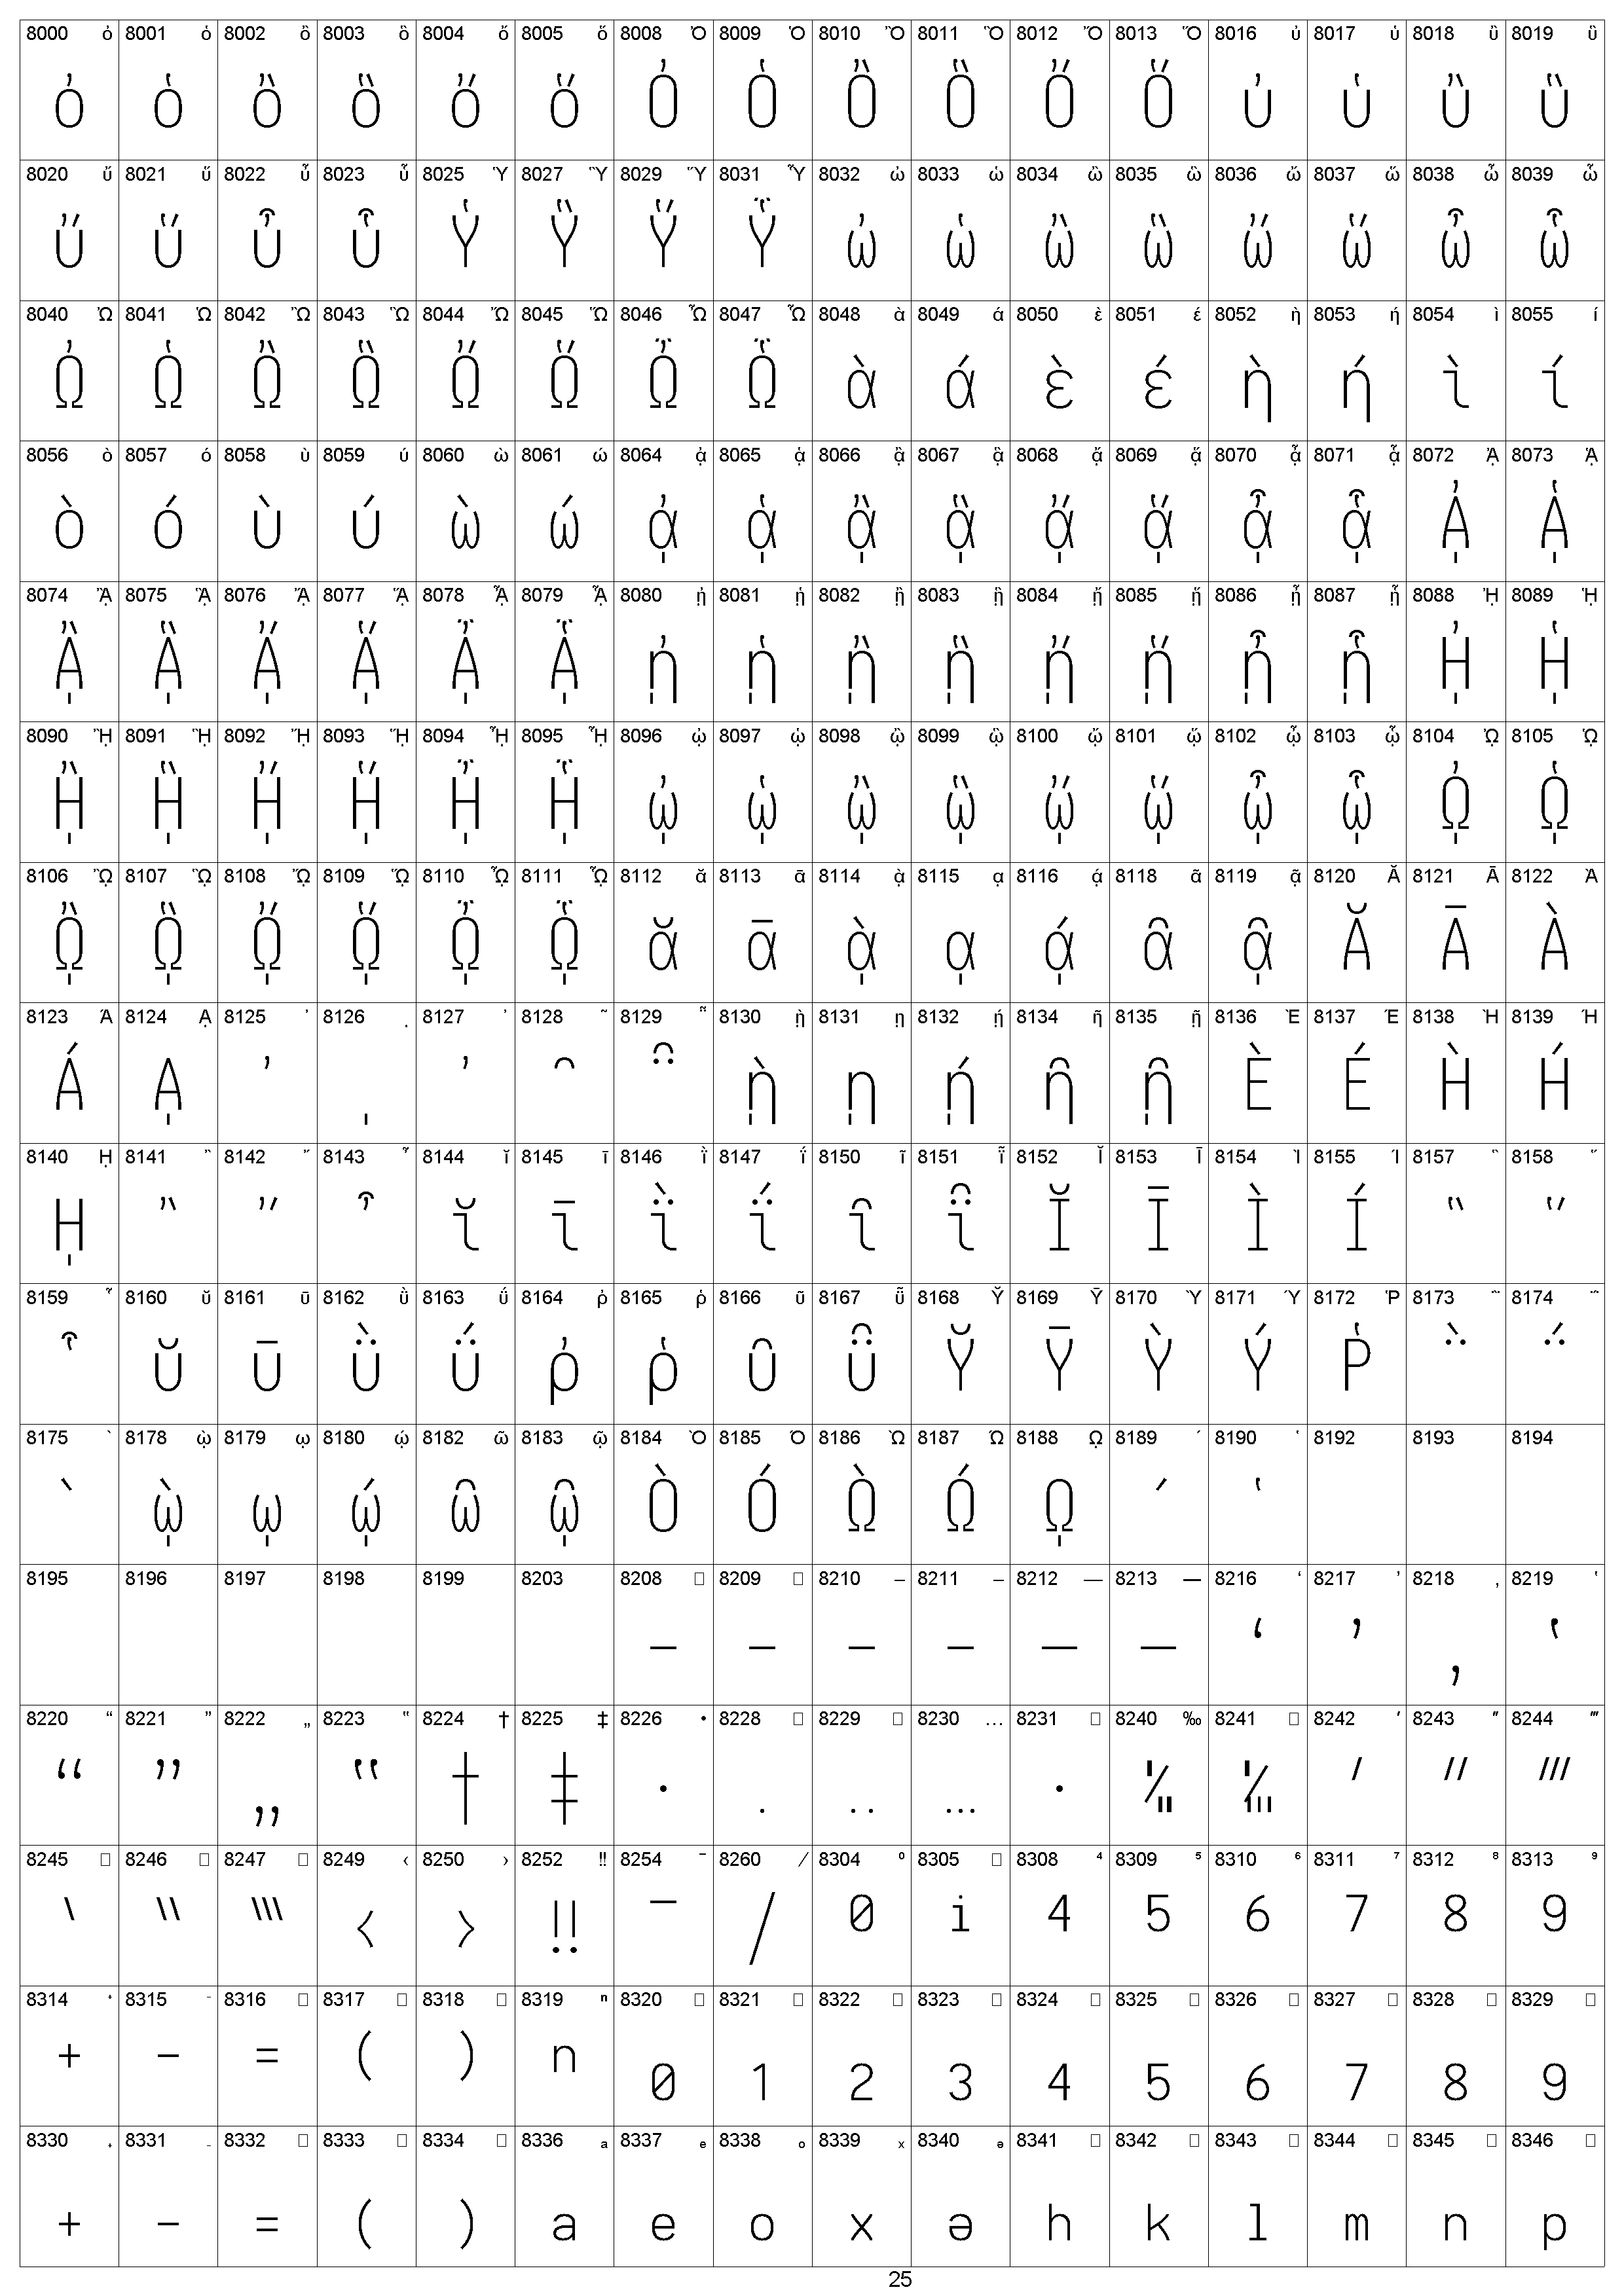 8000 ὀ 8001 ὁ 8002 ὂ 8003 ὃ 8004 ὄ 8005 ὅ 8008 Ὀ 8009 Ὁ 8010 Ὂ 8011 Ὃ 8012 Ὄ 8013 Ὅ 8016 ὐ 8017 ὑ 8018 ὒ 8019 ὓ
ὀ ὁ ὂ ὃ ὄ ὅ Ὀ Ὁ Ὂ Ὃ Ὄ Ὅ ὐ ὑ ὒ ὓ
8020 ὔ 8021 ὕ 8022 ὖ 8023 ὗ 8025 Ὑ 8027 Ὓ 8029 Ὕ 8031 Ὗ 8032 ὠ 8033 ὡ 8034 ὢ 8035 ὣ 8036 ὤ 8037 ὥ 8038 ὦ 8039 ὧ
ὔ ὕ ὖ ὗ Ὑ Ὓ Ὕ Ὗ ὠ ὡ ὢ ὣ ὤ ὥ ὦ ὧ
8040 Ὠ 8041 Ὡ 8042 Ὢ 8043 Ὣ 8044 Ὤ 8045 Ὥ 8046 Ὦ 8047 Ὧ 8048 ὰ 8049 ά 8050 ὲ 8051 έ 8052 ὴ 8053 ή 8054 ὶ 8055 ί
Ὠ Ὡ Ὢ Ὣ Ὤ Ὥ Ὦ Ὧ ὰ ά ὲ έ ὴ ή ὶ ί
8056 ὸ 8057 ό 8058 ὺ 8059 ύ 8060 ὼ 8061 ώ 8064 ᾀ 8065 ᾁ 8066 ᾂ 8067 ᾃ 8068 ᾄ 8069 ᾅ 8070 ᾆ 8071 ᾇ 8072 ᾈ 8073 ᾉ
ὸ ό ὺ ύ ὼ ώ ᾀ ᾁ ᾂ ᾃ ᾄ ᾅ ᾆ ᾇ ᾈ ᾉ
8074 ᾊ 8075 ᾋ 8076 ᾌ 8077 ᾍ 8078 ᾎ 8079 ᾏ 8080 ᾐ 8081 ᾑ 8082 ᾒ 8083 ᾓ 8084 ᾔ 8085 ᾕ 8086 ᾖ 8087 ᾗ 8088 ᾘ 8089 ᾙ
ᾊ ᾋ ᾌ ᾍ ᾎ ᾏ ᾐ ᾑ ᾒ ᾓ ᾔ ᾕ ᾖ ᾗ ᾘ ᾙ
8090 ᾚ 8091 ᾛ 8092 ᾜ 8093 ᾝ 8094 ᾞ 8095 ᾟ 8096 ᾠ 8097 ᾡ 8098 ᾢ 8099 ᾣ 8100 ᾤ 8101 ᾥ 8102 ᾦ 8103 ᾧ 8104 ᾨ 8105 ᾩ
ᾚ ᾛ ᾜ ᾝ ᾞ ᾟ ᾠ ᾡ ᾢ ᾣ ᾤ ᾥ ᾦ ᾧ ᾨ ᾩ
8106 ᾪ 8107 ᾫ 8108 ᾬ 8109 ᾭ 8110 ᾮ 8111 ᾯ 8112 ᾰ 8113 ᾱ 8114 ᾲ 8115 ᾳ 8116 ᾴ 8118 ᾶ 8119 ᾷ 8120 Ᾰ 8121 Ᾱ 8122 Ὰ
ᾪ ᾫ ᾬ ᾭ ᾮ ᾯ ᾰ ᾱ ᾲ ᾳ ᾴ ᾶ ᾷ Ᾰ Ᾱ Ὰ
8123 Ά 8124 ᾼ 8125 ᾽ 8126 ι 8127 ᾿ 8128 ῀ 8129 ῁ 8130 ῂ 8131 ῃ 8132 ῄ 8134 ῆ 8135 ῇ 8136 Ὲ 8137 Έ 8138 Ὴ 8139 Ή
Ά ᾼ ᾽ ι ᾿ ῀ ῁ ῂ ῃ ῄ ῆ ῇ Ὲ Έ Ὴ Ή
8140 ῌ 8141 ῍ 8142 ῎ 8143 ῏ 8144 ῐ 8145 ῑ 8146 ῒ 8147 ΐ 8150 ῖ 8151 ῗ 8152 Ῐ 8153 Ῑ 8154 Ὶ 8155 Ί 8157 ῝ 8158 ῞
ῌ ῍ ῎ ῏ ῐ ῑ ῒ ΐ ῖ ῗ Ῐ Ῑ Ὶ Ί ῝ ῞
8159 ῟ 8160 ῠ 8161 ῡ 8162 ῢ 8163 ΰ 8164 ῤ 8165 ῥ 8166 ῦ 8167 ῧ 8168 Ῠ 8169 Ῡ 8170 Ὺ 8171 Ύ 8172 Ῥ 8173 ῭ 8174 ΅
῟ ῠ ῡ ῢ ΰ ῤ ῥ ῦ ῧ Ῠ Ῡ Ὺ Ύ Ῥ ῭ ΅
8175 ` 8178 ῲ 8179 ῳ 8180 ῴ 8182 ῶ 8183 ῷ 8184 Ὸ 8185 Ό 8186 Ὼ 8187 Ώ 8188 ῼ 8189 ´ 8190 ῾ 8192 8193 8194
` ῲ ῳ ῴ ῶ ῷ Ὸ Ό Ὼ Ώ ῼ ´ ῾
8195 8196 8197 8198 8199 8203 8208 □ 8209 □ 8210 ‒ 8211 – 8212 — 8213 ― 8216 ‘ 8217 ’ 8218 ‚ 8219 ‛
‐ ‑ ‒ – — ― ‘ ’ ‚ ‛
8220 “ 8221 ” 8222 „ 8223 ‟ 8224 † 8225 ‡ 8226 • 8228 □ 8229 □ 8230 … 8231 □ 8240 ‰ 8241 □ 8242 ′ 8243 ″ 8244 ‴
“ ” „ ‟ † ‡ • ․ ‥ … ‧ ‰ ‱ ′ ″ ‴
8245 □ 8246 □ 8247 □ 8249 ‹ 8250 › 8252 ‼ 8254 ‾ 8260 ⁄ 8304 ⁰ 8305 □ 8308 ⁴ 8309 ⁵ 8310 ⁶ 8311 ⁷ 8312 ⁸ 8313 ⁹
‵ ‶ ‷ ‹ › ‼ ‾ ⁄ ⁰ ⁱ ⁴ ⁵ ⁶ ⁷ ⁸ ⁹
8314 ⁺ 8315 ⁻ 8316 □ 8317 □ 8318 □ 8319 ⁿ 8320 □ 8321 □ 8322 □ 8323 □ 8324 □ 8325 □ 8326 □ 8327 □ 8328 □ 8329 □
⁺ ⁻ ⁼ ⁽ ⁾ ⁿ ₀ ₁ ₂ ₃ ₄ ₅ ₆ ₇ ₈ ₉
8330 ₊ 8331 ₋ 8332 □ 8333 □ 8334 □ 8336 ₐ 8337 ₑ 8338 ₒ 8339 ₓ 8340 ₔ 8341 □ 8342 □ 8343 □ 8344 □ 8345 □ 8346 □
₊ ₋ ₌ ₍ ₎ ₐ ₑ ₒ ₓ ₔ ₕ ₖ ₗ ₘ ₙ ₚ
25